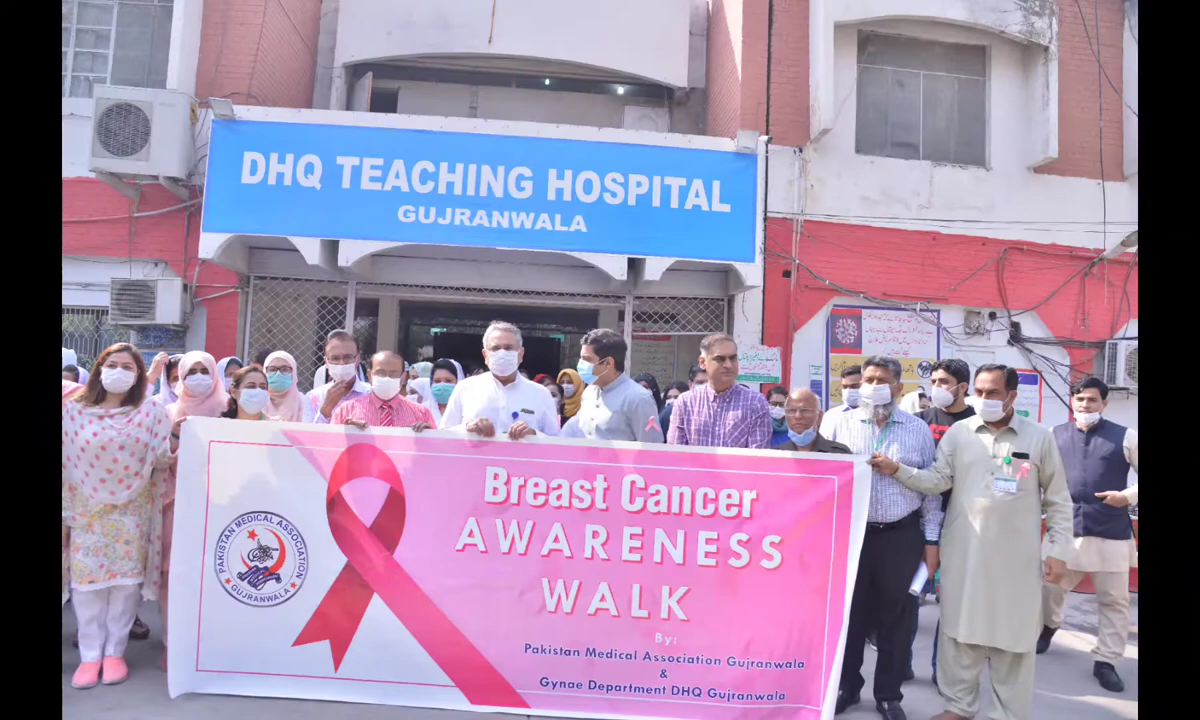 DHQ TEACHING HOSPITAL
GUJRANWALA
PAKISTAN MEDICAL ASSOCIATION
GUJRANWALA
Breast Cancer
AWARENESS
WALK
By:
Pakistan Medical Association Gujranwala
&
Gynae Department DHQ Gujranwala